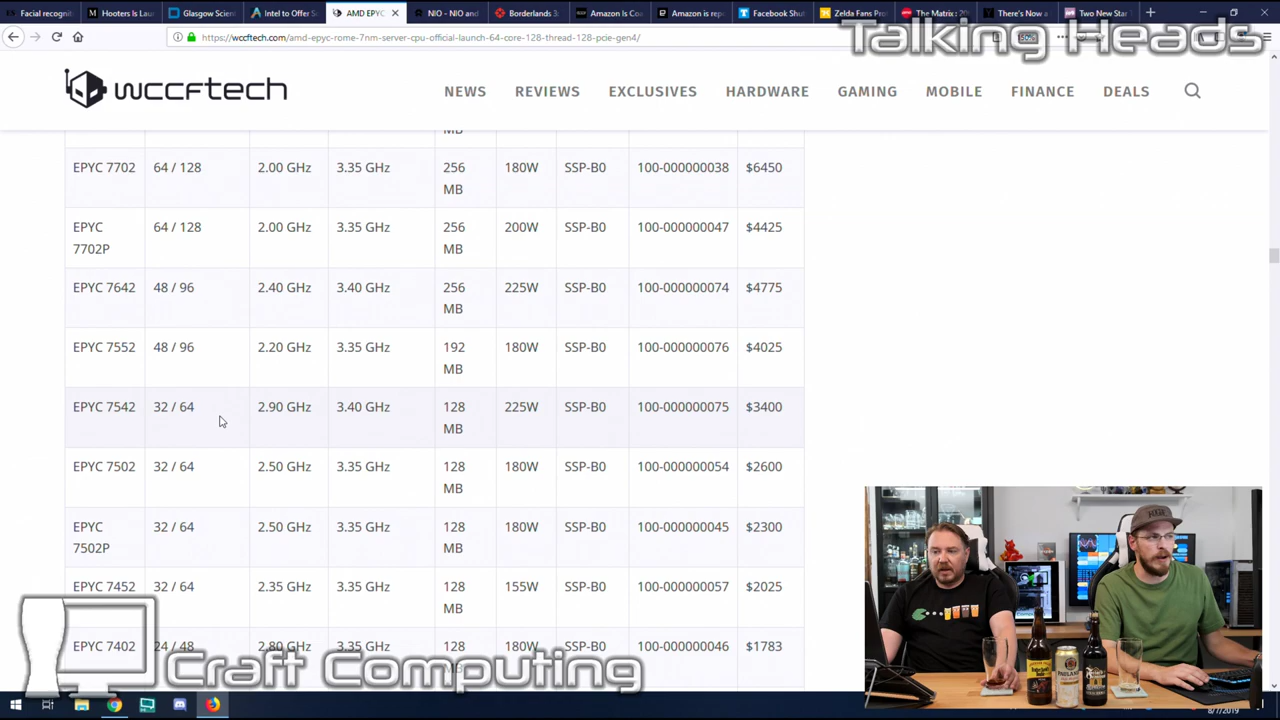 Facial recognit
Hooters Is Lau
Glasgow Scien
Intel to Offer S
AMD EPYC
NIO - NIO and
Borderlands 3
Amazon Is Co
Amazon is rep
Facebook Shu
Zelda Fans Pro
The Matrix : 20
There's Now a
Two New Star
https://wccftech.com/amd-epyc-rome-7nm-server-cpu-official-launch-64-core-128-thread-128-pcie-gen4/
150%
Talking Heads
wccftech
NEWS REVIEWS EXCLUSIVES HARDWARE GAMING MOBILE FINANCE DEALS
MB
EPYC 7702 64 / 128 2.00 GHz 3.35 GHz 256 180W SSP-B0 100-000000038 $6450
MB
EPYC 64 / 128 2.00 GHz 3.35 GHz 256 200W SSP-B0 100-000000047 $4425
7702P MB
EPYC 7642 48 / 96 2.40 GHz 3.40 GHz 256 225W SSP-B0 100-000000074 $4775
MB
EPYC 7552 48 / 96 2.20 GHz 3.35 GHz 192 180W SSP-B0 100-000000076 $4025
MB
EPYC 7542 32 / 64 2.90 GHz 3.40 GHz 128 225W SSP-B0 100-000000075 $3400
MB
EPYC 7502 32 / 64 2.50 GHz 3.35 GHz 128 180W SSP-B0 100-000000054 $2600
MB
EPYC 32 / 64 2.50 GHz 3.35 GHz 128 180W SSP-B0 100-000000045 $2300
7502P MB
EPYC 7452 32 / 64 2.35 GHz 3.35 GHz 128 155W SSP-B0 100-000000057 $2025
MB
EPYC 7402 24 / 48 2.80 GHz 3.35 GHz 128 180W SSP-B0 100-000000046 $1783
Craft Computing
8/7/2019